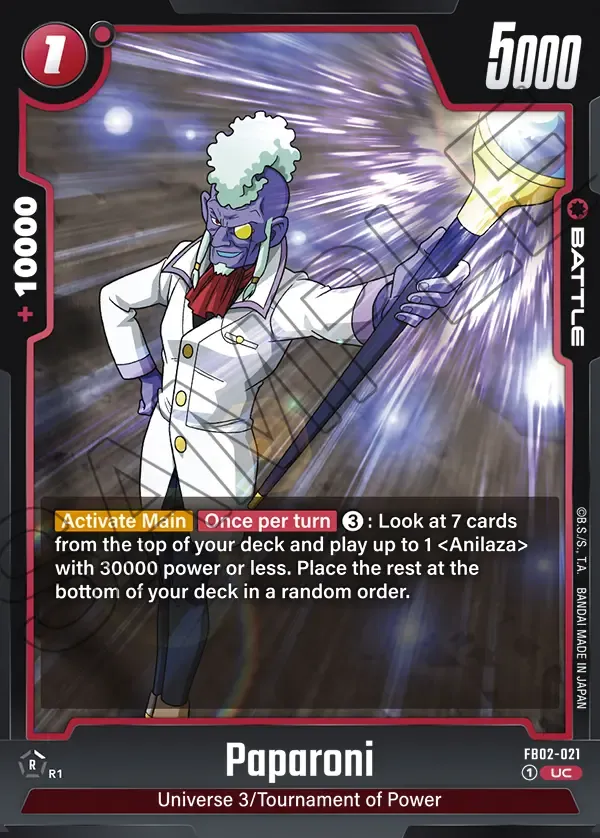 1
5000
+ 10000
BATTLE
Activate Main Once per turn 3 : Look at 7 cards
from the top of your deck and play up to 1 <Anilaza>
with 30000 power or less. Place the rest at the
bottom of your deck in a random order.
©B.S./S., T.A. BANDAI MADE IN JAPAN
SAMPLE
Paparoni
FB02-021
R R1
1 UC
Universe 3/Tournament of Power